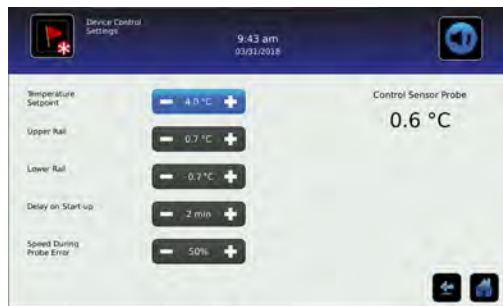 Device Control
Settings
9:43 am
03/31/2018
Temperature
Setpoint
4.0 °C
Control Sensor Probe
0.6 °C
Upper Rail
0.7 °C
Lower Rail
-0.7°C
Delay on Start-up
2 min
Speed During
Probe Error
50%